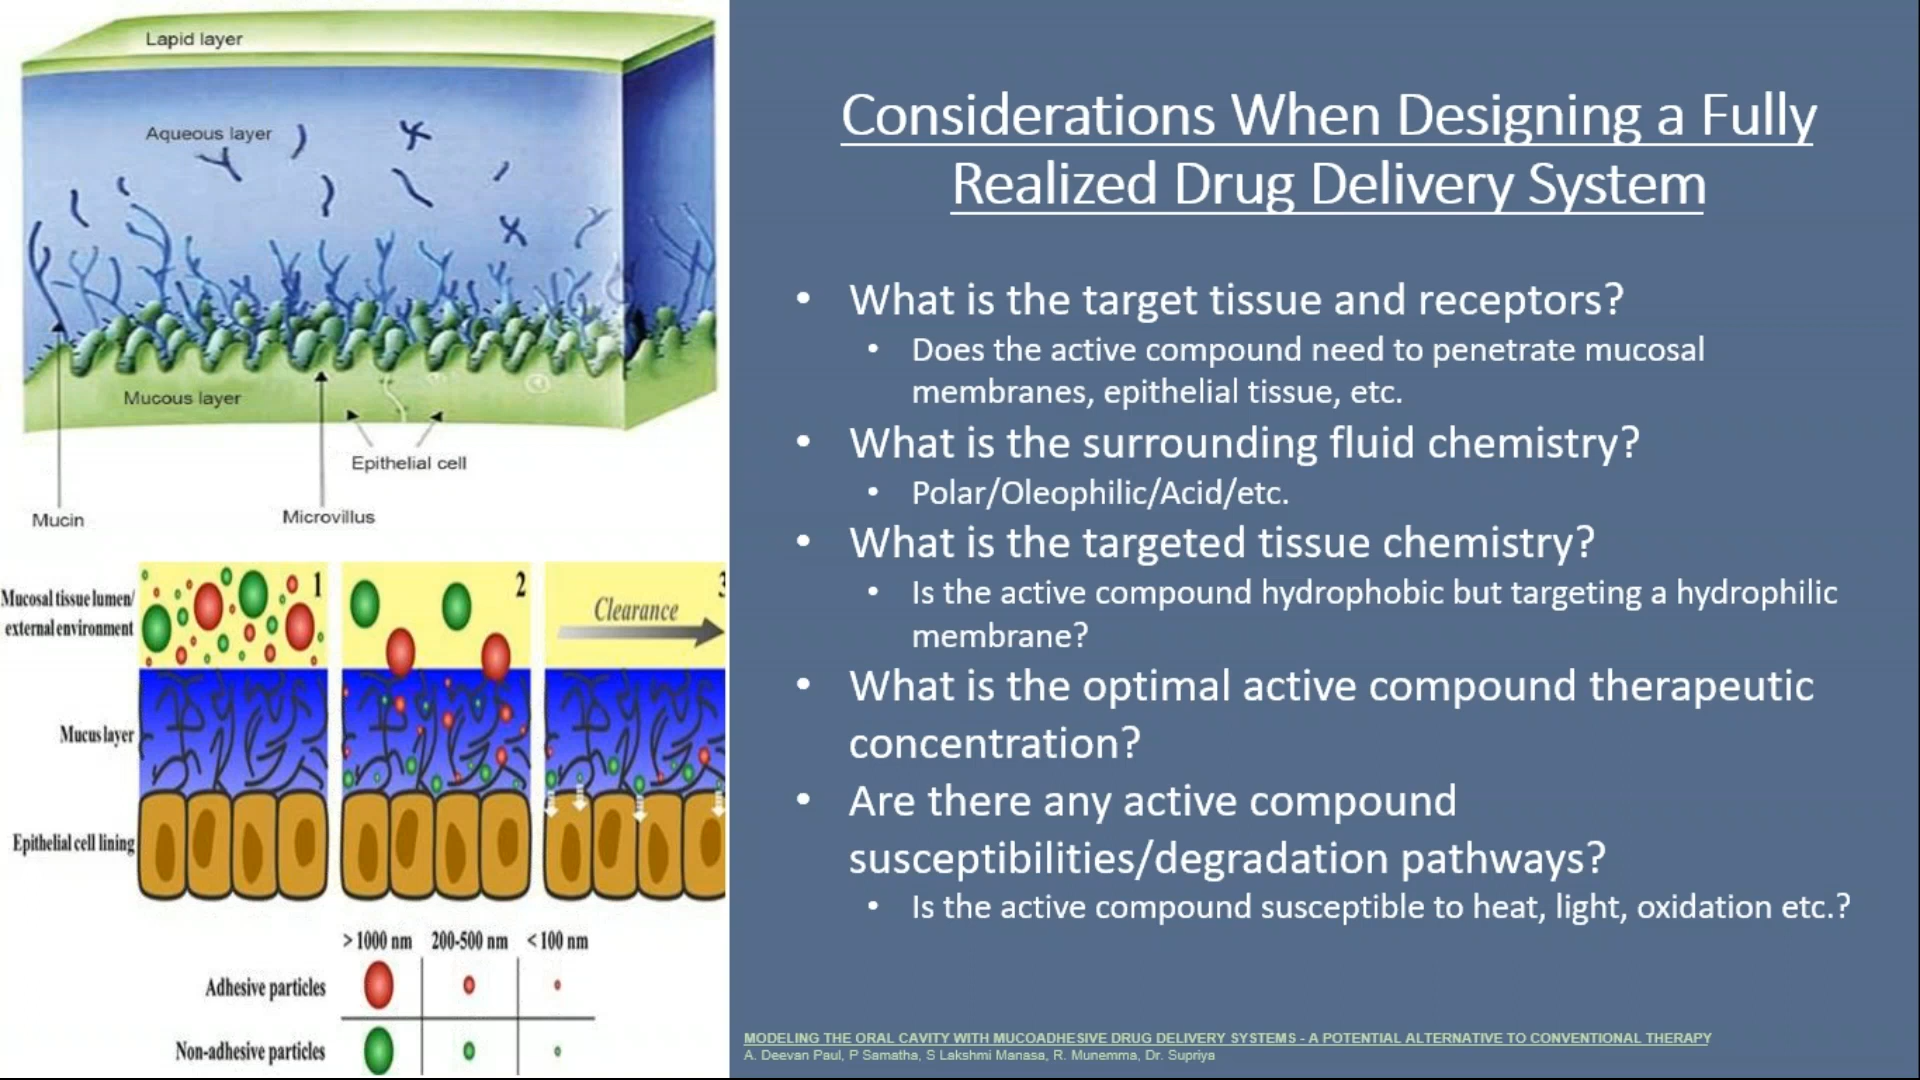 Lapid layer
Aqueous layer
Mucous layer
Epithelial cell
Mucin
Microvillus
Mucosal tissue lumen/
external environment
1
2
3
Clearance
Mucus layer
Epithelial cell lining
> 1000 nm 200-500 nm < 100 nm
Adhesive particles
Non-adhesive particles
Considerations When Designing a Fully
Realized Drug Delivery System
• What is the target tissue and receptors?
• Does the active compound need to penetrate mucosal
membranes, epithelial tissue, etc.
• What is the surrounding fluid chemistry?
• Polar/Oleophilic/Acid/etc.
• What is the targeted tissue chemistry?
• Is the active compound hydrophobic but targeting a hydrophilic
membrane?
• What is the optimal active compound therapeutic
concentration?
• Are there any active compound
susceptibilities/degradation pathways?
• Is the active compound susceptible to heat, light, oxidation etc.?
MODELING THE ORAL CAVITY WITH MUCOADHESIVE DRUG DELIVERY SYSTEMS - A POTENTIAL ALTERNATIVE TO CONVENTIONAL THERAPY
A. Deevan Paul, P Samatha, S Lakshmi Manasa, R. Munemma, Dr. Supriya